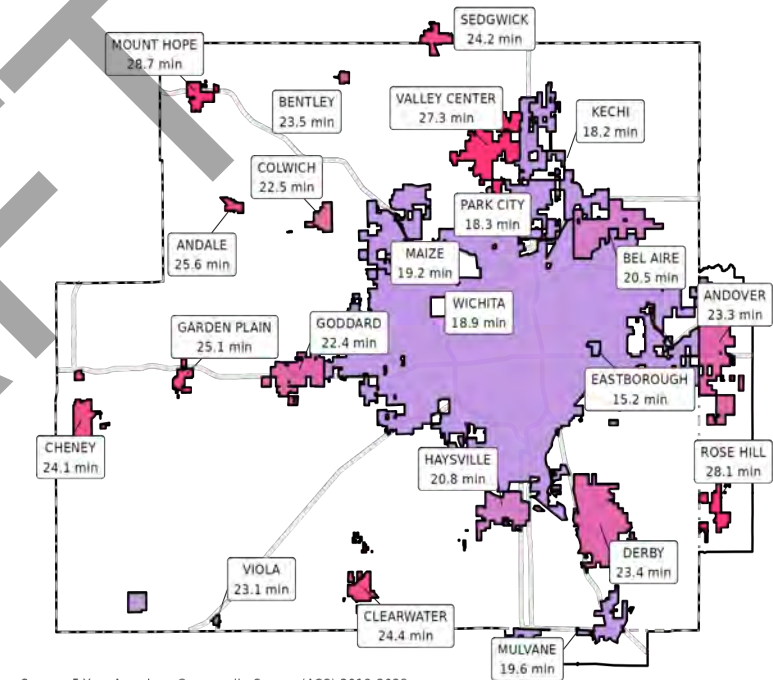 SEDGWICK
24.2 min
MOUNT HOPE
28.7 min
BENTLEY
23.5 min
VALLEY CENTER
27.3 min
KECHI
18.2 min
COLWICH
22.5 min
PARK CITY
18.3 min
ANDALE
25.6 min
MAIZE
19.2 min
BEL AIRE
20.5 min
WICHITA
18.9 min
ANDOVER
23.3 min
GARDEN PLAIN
25.1 min
GODDARD
22.4 min
EASTBOROUGH
15.2 min
CHENEY
24.1 min
HAYSVILLE
20.8 min
ROSE HILL
28.1 min
DERBY
23.4 min
VIOLA
23.1 min
CLEARWATER
24.4 min
MULVANE
19.6 min